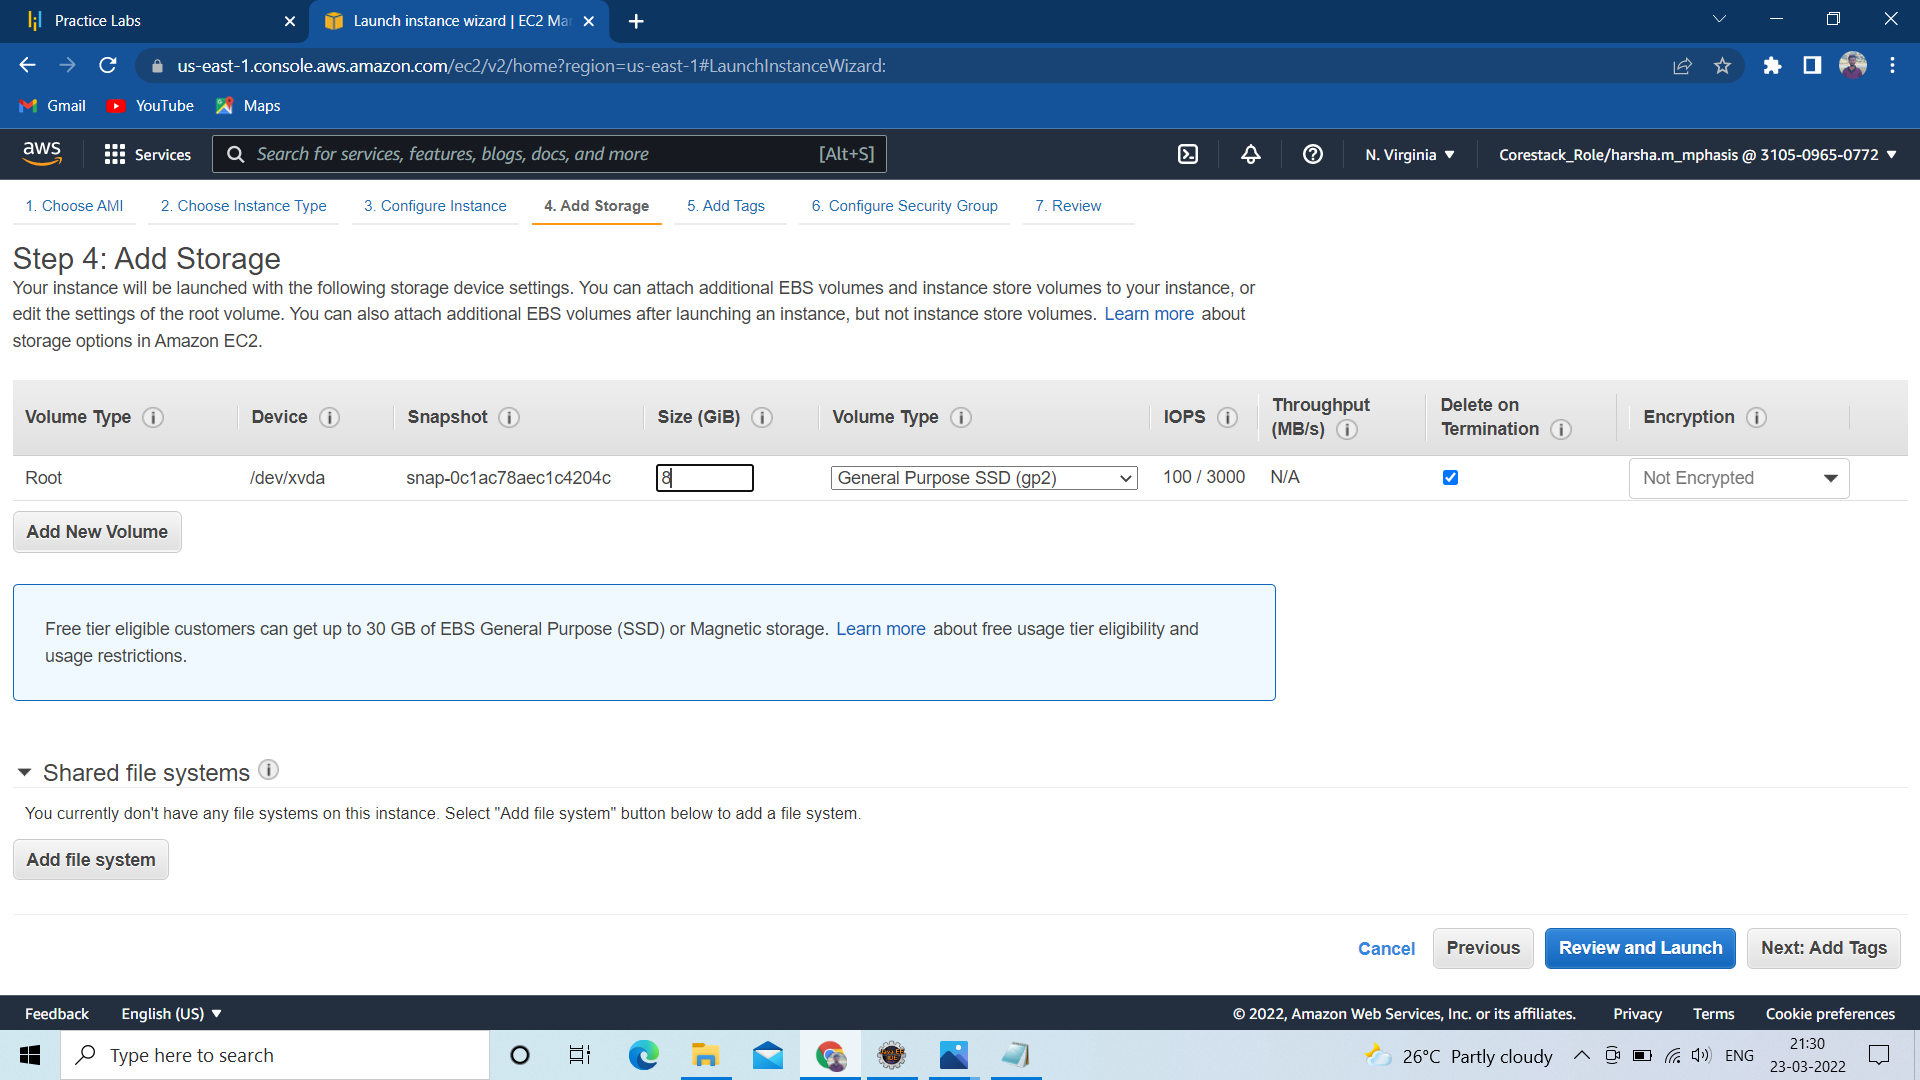 Practice Labs
Launch instance wizard | EC2 Mar
us-east-1.console.aws.amazon.com/ec2/v2/home?region=us-east-1#LaunchInstanceWizard:
Gmail YouTube Maps
aws Services Search for services, features, blogs, docs, and more [Alt+S] N. Virginia ▼ Corestack_Role/harsha.m_mphasis @ 3105-0965-0772 ▼
1. Choose AMI 2. Choose Instance Type 3. Configure Instance 4. Add Storage 5. Add Tags 6. Configure Security Group 7. Review
Step 4: Add Storage
Your instance will be launched with the following storage device settings. You can attach additional EBS volumes and instance store volumes to your instance, or
edit the settings of the root volume. You can also attach additional EBS volumes after launching an instance, but not instance store volumes. Learn more about
storage options in Amazon EC2.
Volume Type Device Snapshot Size (GiB) Volume Type IOPS Throughput (MB/s) Delete on Termination Encryption
Root /dev/xvda snap-0c1ac78aec1c4204c 8 General Purpose SSD (gp2) 100 / 3000 N/A Not Encrypted
Add New Volume
Free tier eligible customers can get up to 30 GB of EBS General Purpose (SSD) or Magnetic storage. Learn more about free usage tier eligibility and
usage restrictions.
Shared file systems
You currently don't have any file systems on this instance. Select "Add file system" button below to add a file system.
Add file system
Cancel Previous Review and Launch Next: Add Tags
Feedback English (US) ▼ © 2022, Amazon Web Services, Inc. or its affiliates. Privacy Terms Cookie preferences
Type here to search 26°C Partly cloudy ENG 21:30
23-03-2022